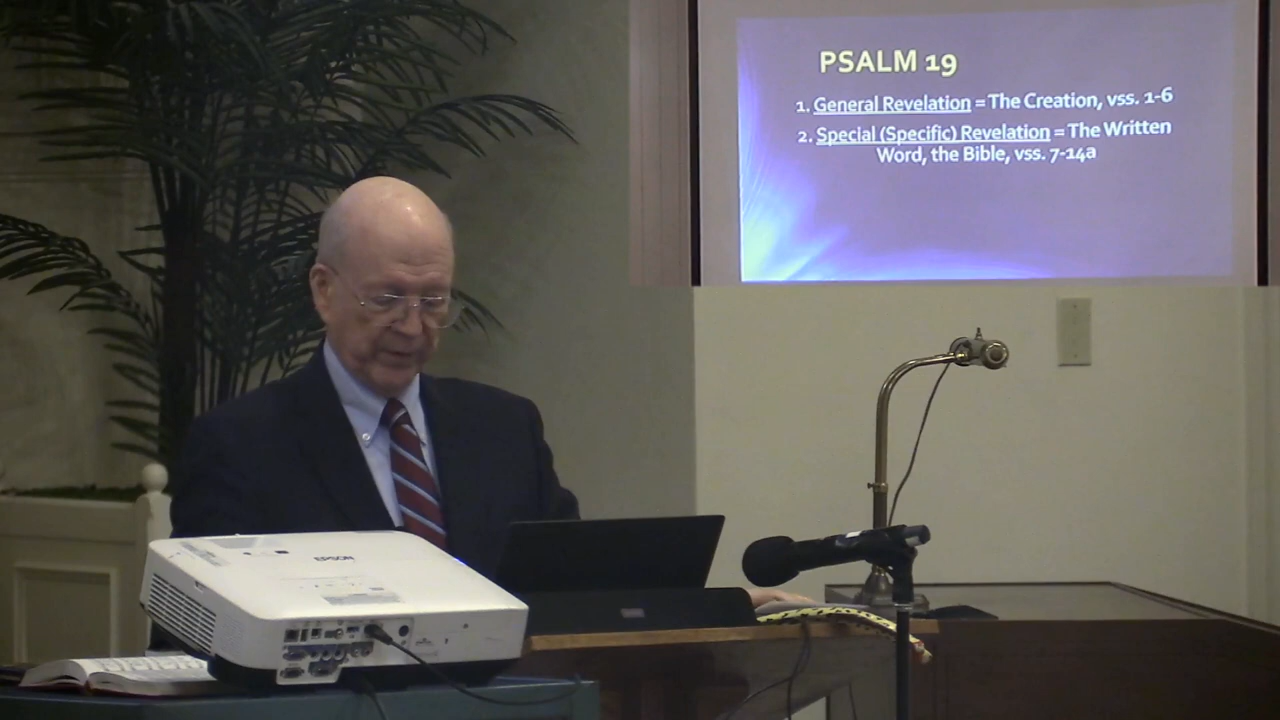 PSALM 19
1. General Revelation = The Creation, vss. 1-6
2. Special (Specific) Revelation = The Written
Word, the Bible, vss. 7-14a
EPSON